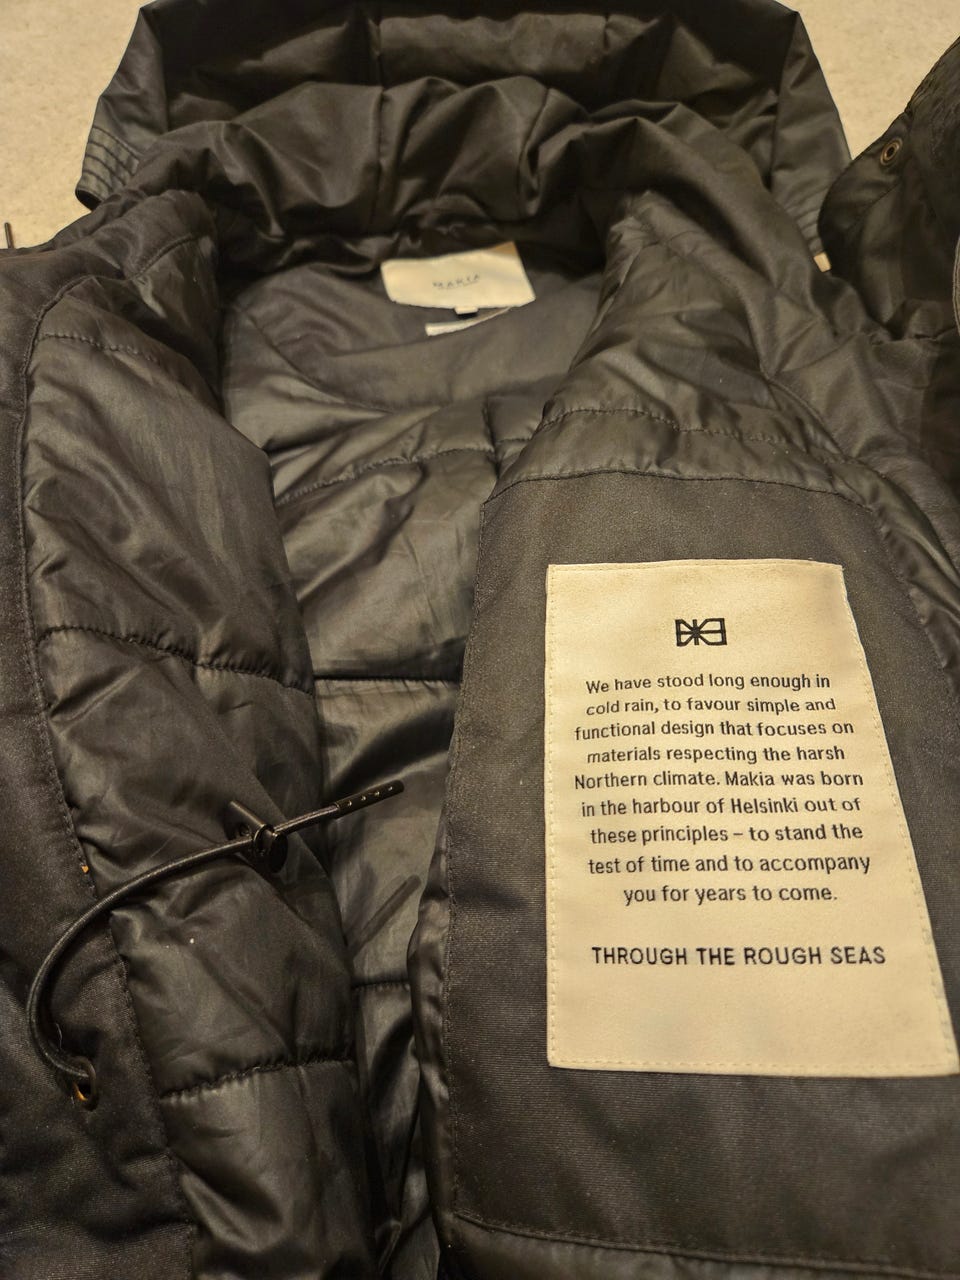 MAKIA
We have stood long enough in
cold rain, to favour simple and
functional design that focuses on
materials respecting the harsh
Northern climate. Makia was born
in the harbour of Helsinki out of
these principles – to stand the
test of time and to accompany
you for years to come.
THROUGH THE ROUGH SEAS